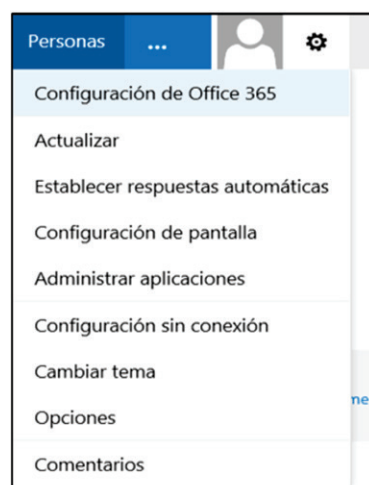 Personas ...
Configuración de Office 365
Actualizar
Establecer respuestas automáticas
Configuración de pantalla
Administrar aplicaciones
Configuración sin conexión
Cambiar tema
Opciones
Comentarios